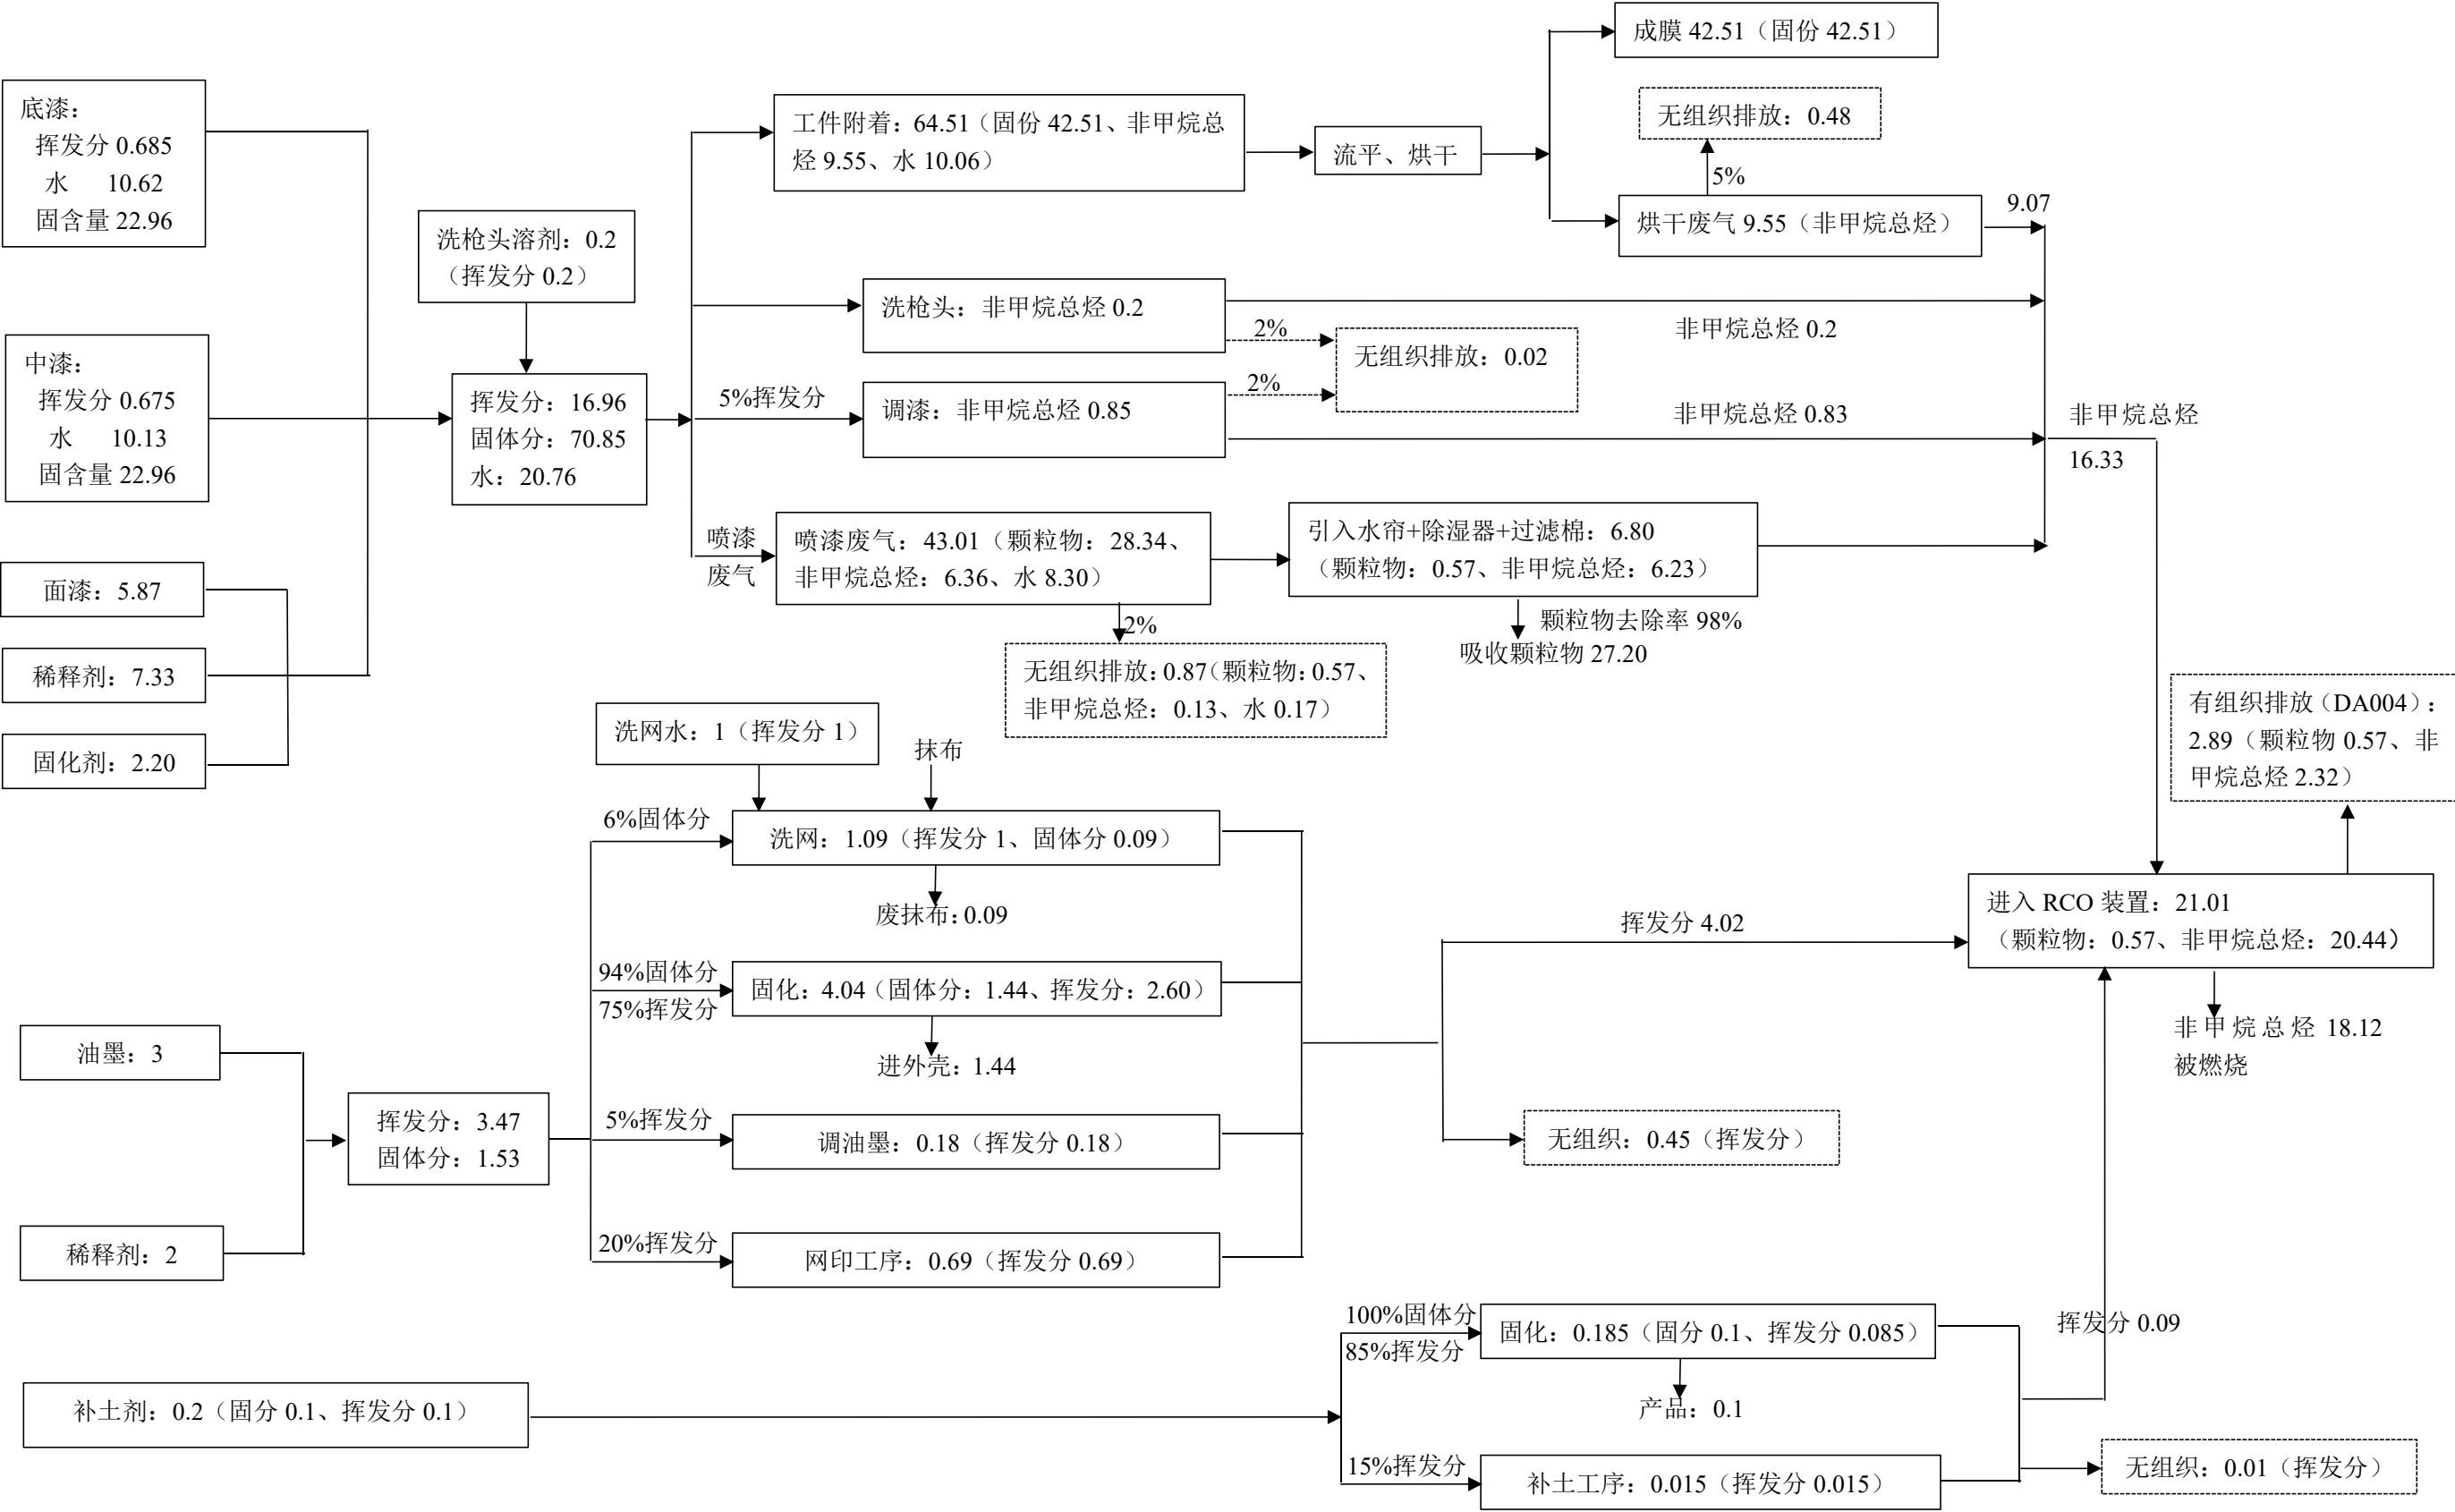 成膜 42.51（固份 42.51）
底漆：
挥发分 0.685
水 10.62
固含量 22.96
无组织排放：0.48
工件附着：64.51（固份 42.51、非甲烷总
烃 9.55、水 10.06）
流平、烘干
5%
烘干废气 9.55（非甲烷总烃）
9.07
洗枪头溶剂：0.2
（挥发分 0.2）
洗枪头：非甲烷总烃 0.2
2%
非甲烷总烃 0.2
无组织排放：0.02
中漆：
挥发分 0.675
水 10.13
固含量 22.96
挥发分：16.96
固体分：70.85
水：20.76
5%挥发分
调漆：非甲烷总烃 0.85
2%
非甲烷总烃 0.83
非甲烷总烃
16.33
喷漆
废气
喷漆废气：43.01（颗粒物：28.34、
非甲烷总烃：6.36、水 8.30）
引入水帘+除湿器+过滤棉：6.80
（颗粒物：0.57、非甲烷总烃：6.23）
2%
颗粒物去除率 98%
吸收颗粒物 27.20
面漆：5.87
稀释剂：7.33
固化剂：2.20
无组织排放：0.87（颗粒物：0.57、
非甲烷总烃：0.13、水 0.17）
有组织排放（DA004）：
2.89（颗粒物 0.57、非
甲烷总烃 2.32）
洗网水：1（挥发分 1）
抹布
6%固体分
洗网：1.09（挥发分 1、固体分 0.09）
废抹布：0.09
挥发分 4.02
进入 RCO 装置：21.01
（颗粒物：0.57、非甲烷总烃：20.44）
94%固体分
75%挥发分
固化：4.04（固体分：1.44、挥发分：2.60）
进外壳：1.44
非甲烷总烃 18.12
被燃烧
油墨：3
挥发分：3.47
固体分：1.53
5%挥发分
调油墨：0.18（挥发分 0.18）
无组织：0.45（挥发分）
稀释剂：2
20%挥发分
网印工序：0.69（挥发分 0.69）
100%固体分
85%挥发分
固化：0.185（固分 0.1、挥发分 0.085）
挥发分 0.09
补土剂：0.2（固分 0.1、挥发分 0.1）
产品：0.1
15%挥发分
补土工序：0.015（挥发分 0.015）
无组织：0.01（挥发分）